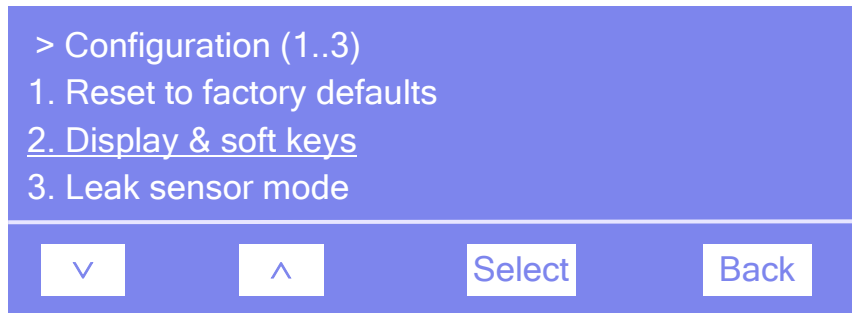 > Configuration (1..3)
1. Reset to factory defaults
2. Display & soft keys
3. Leak sensor mode
∨ ∧ Select Back